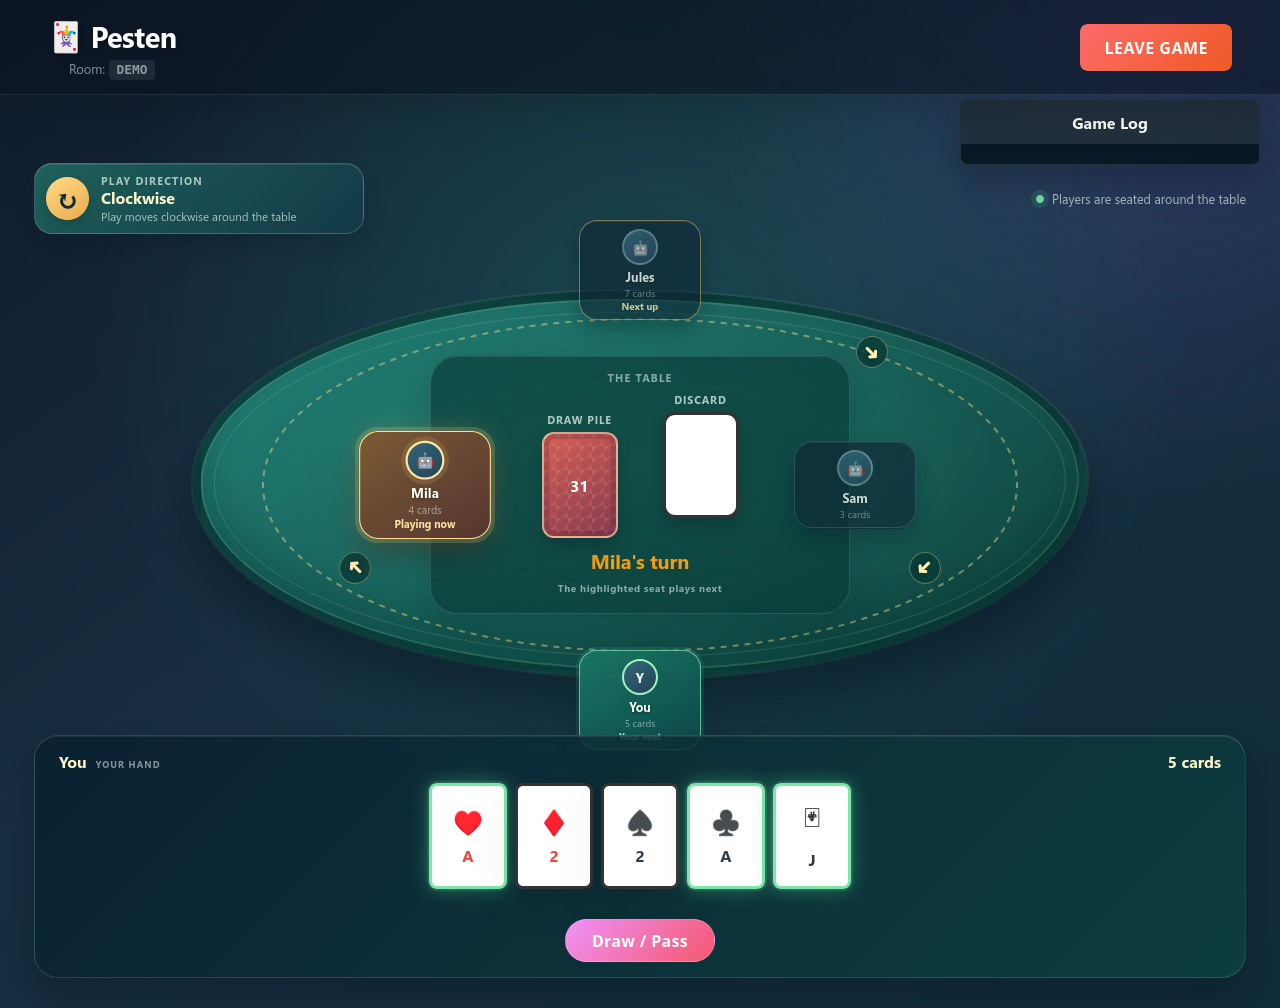 Pesten
Room: DEMO
LEAVE GAME
Game Log
PLAY DIRECTION
Clockwise
Play moves clockwise around the table
Players are seated around the table
Jules
7 cards
Next up
THE TABLE
DISCARD
DRAW PILE
31
Mila
4 cards
Playing now
Sam
3 cards
Mila's turn
The highlighted seat plays next
Y
You
5 cards
Your seat
You YOUR HAND
5 cards
A
2
2
A
J
Draw / Pass